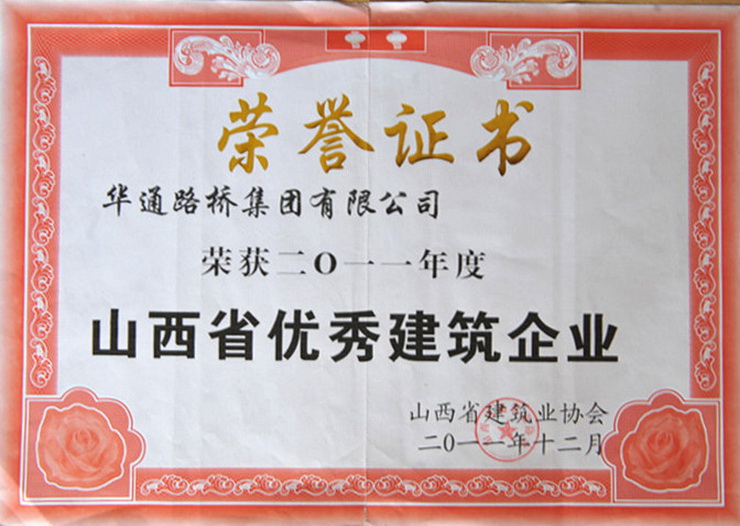 荣誉证书
华通路桥集团有限公司
荣获二〇一一年度
山西省优秀建筑企业
山西省建筑业协会
二〇一一年十二月